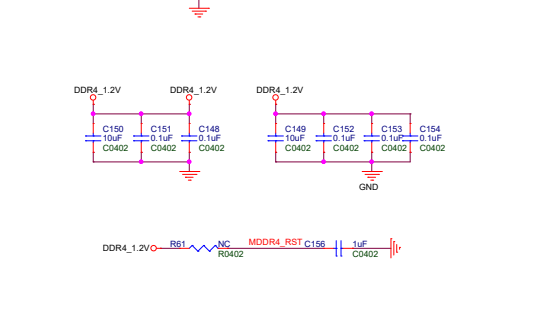 DDR4_1.2V DDR4_1.2V DDR4_1.2V
C150 C151 C148 C149 C152 C153 C154
10uF 0.1uF 0.1uF 10uF 0.1uF 0.1uF 0.1uF
C0402 C0402 C0402 C0402 C0402 C0402 C0402
GND
DDR4_1.2V R61 NC MDDR4_RST C156 1uF
R0402 C0402